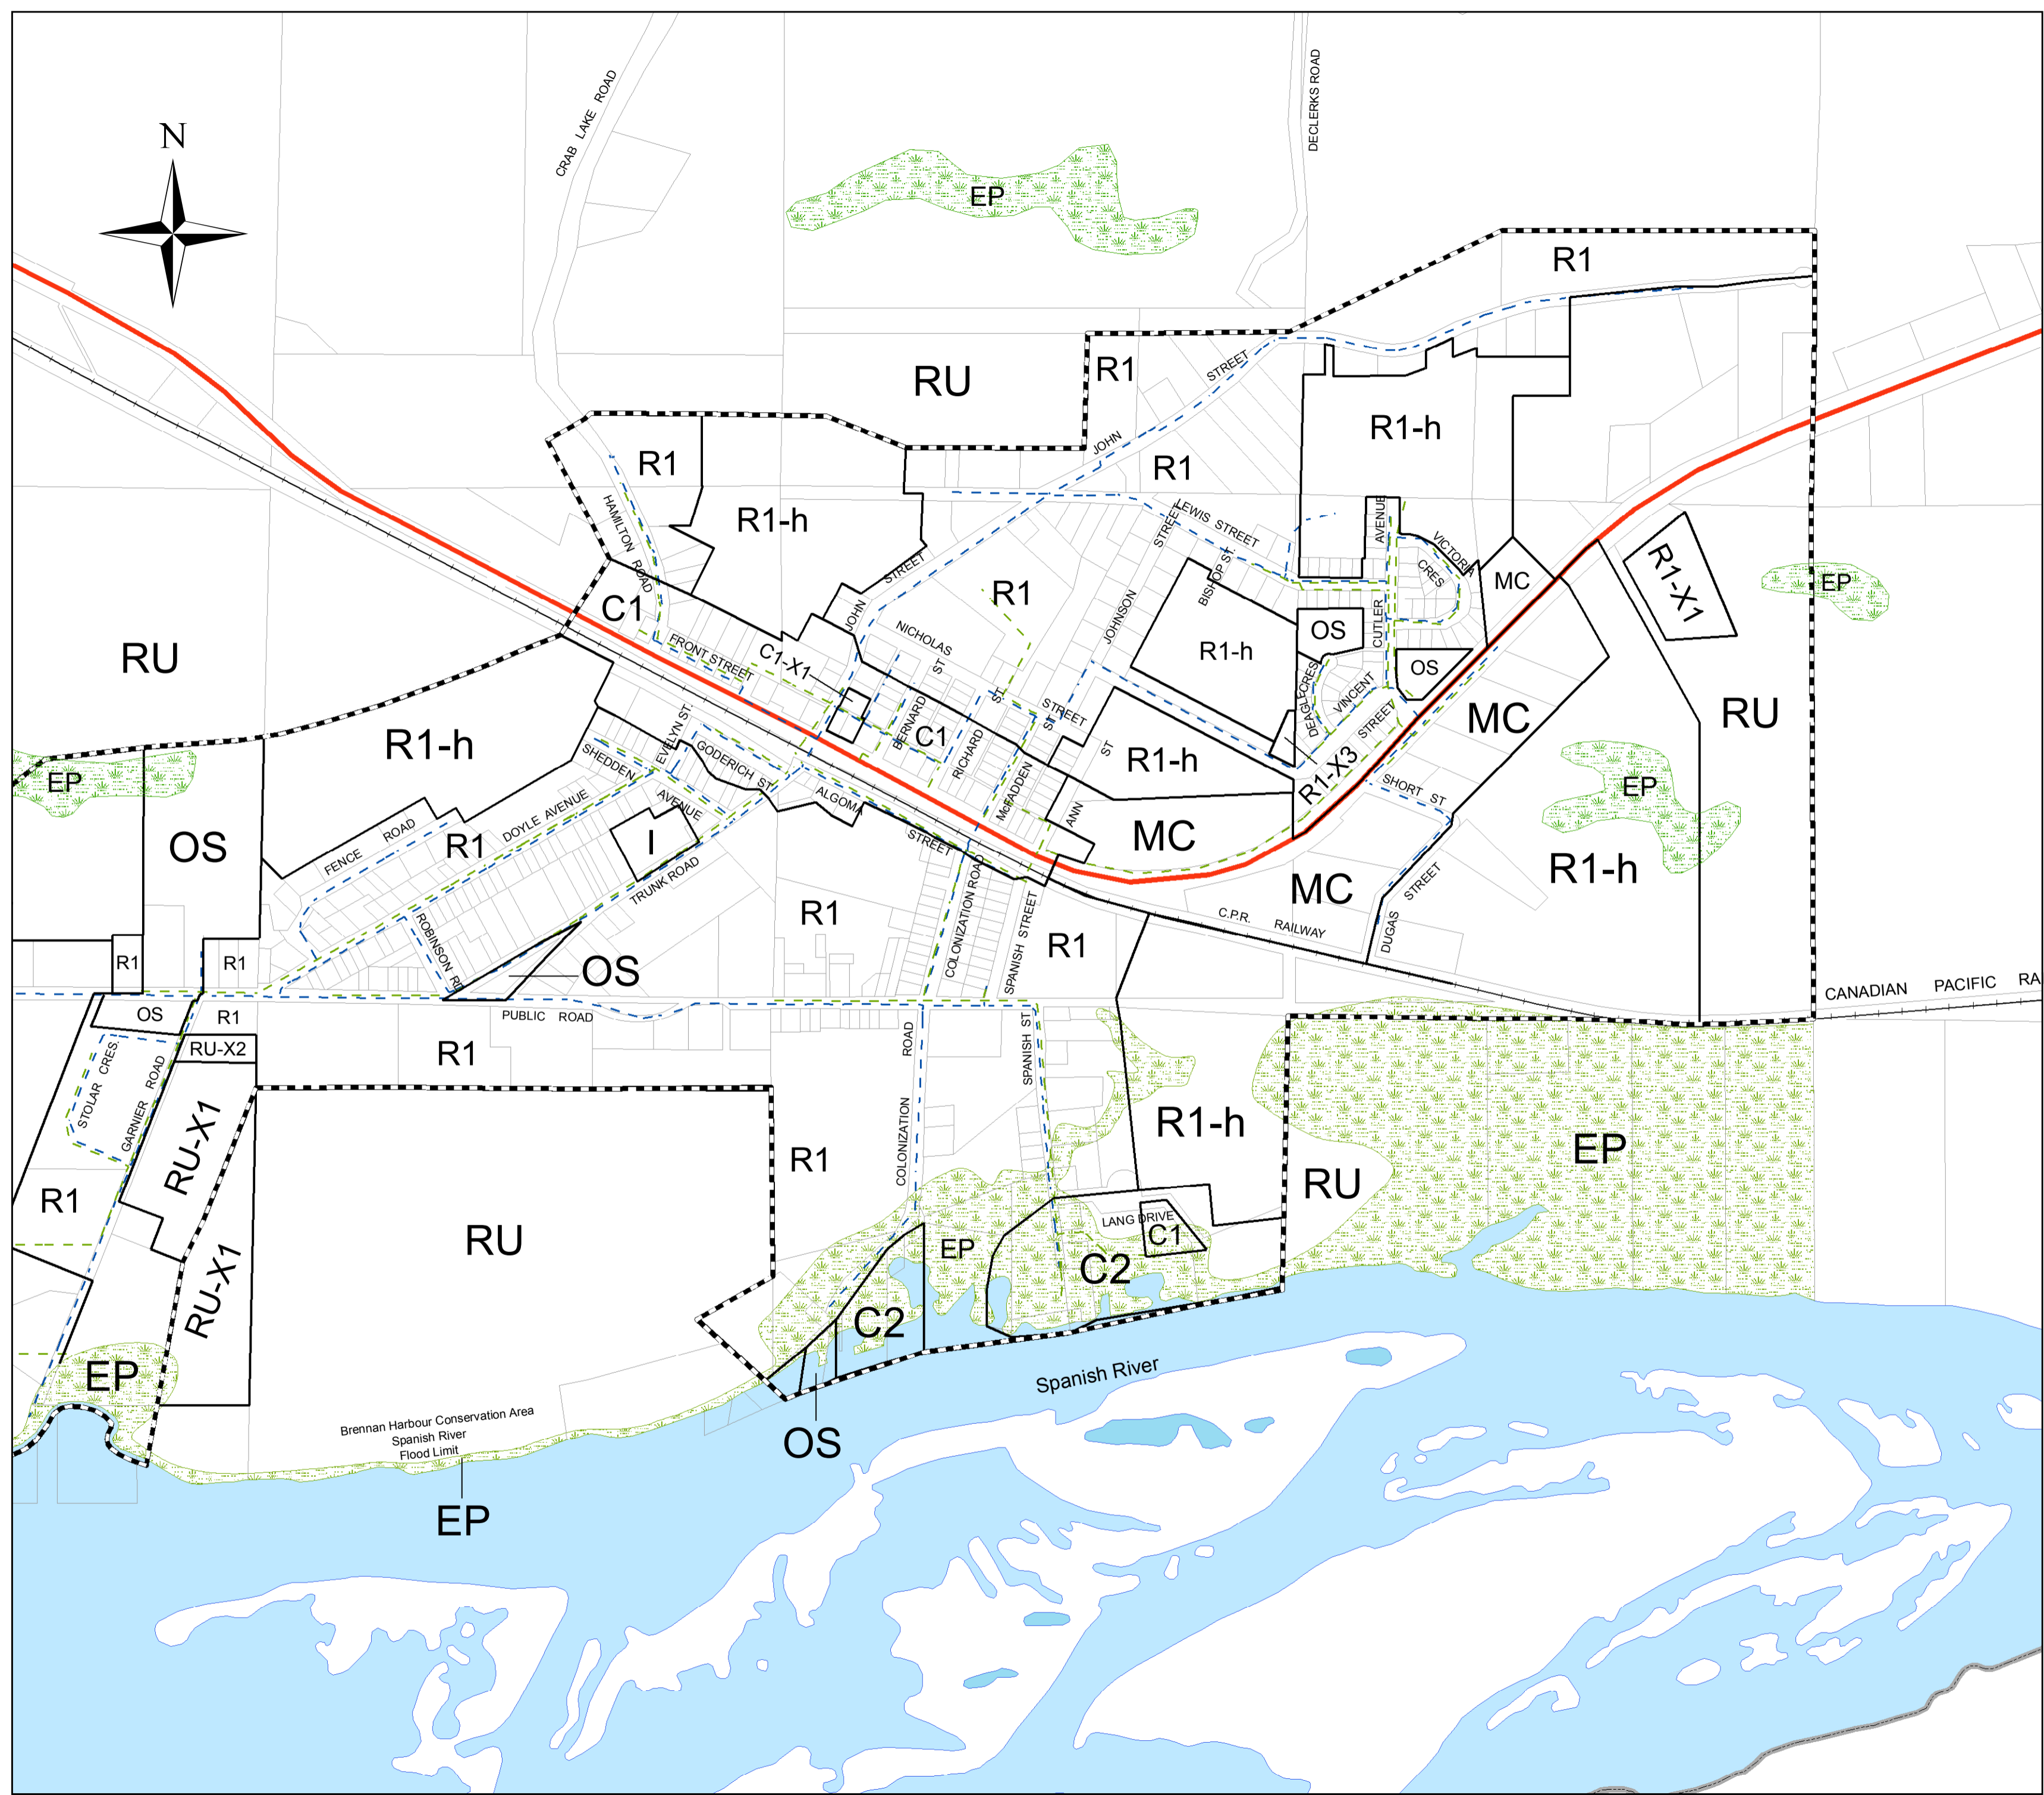 N
CRAB LAKE ROAD
DECLERKS ROAD
EP
R1
RU
R1
STREET
JOHN
R1-h
R1
R1
R1-h
HAMILTON ROAD
LEWIS STREET
AVENUE
VICTORIA
CRES
STREET
BISHOP ST.
MC
R1-X1
EP
C1
JOHN
STREET
R1
JOHNSON
NICHOLAS
ST
OS
CUTLER
R1-h
FRONT STREET
C1-X1
RU
OS
DEAGLE CRES
VINCENT
STREET
BERNARD
C1
ST.
STREET
ST
RU
MC
R1-h
EVELYN ST.
GODERICH ST
SHEDDEN
RICHARD
ST
R1-h
R1-X3
SHORT ST
EP
EP
AVENUE
ALGOMA
STREET
McFADDEN
ANN
MC
DOYLE AVENUE
FENCE ROAD
R1
I
OS
TRUNK ROAD
MC
R1-h
DUGAS STREET
ROBINSON RD
R1
COLONIZATION ROAD
SPANISH STREET
R1
C.P.R. RAILWAY
R1
R1
OS
CANADIAN PACIFIC RA
OS
R1
PUBLIC ROAD
RU-X2
R1
STOLAR CRES.
GARNIER ROAD
COLONIZATION ROAD
SPANISH ST
RU-X1
R1
R1-h
EP
R1
RU
RU
LANG DRIVE
C1
EP
C2
RU-X1
C2
EP
Spanish River
Brennan Harbour Conservation Area
Spanish River
Flood Limit
OS
EP